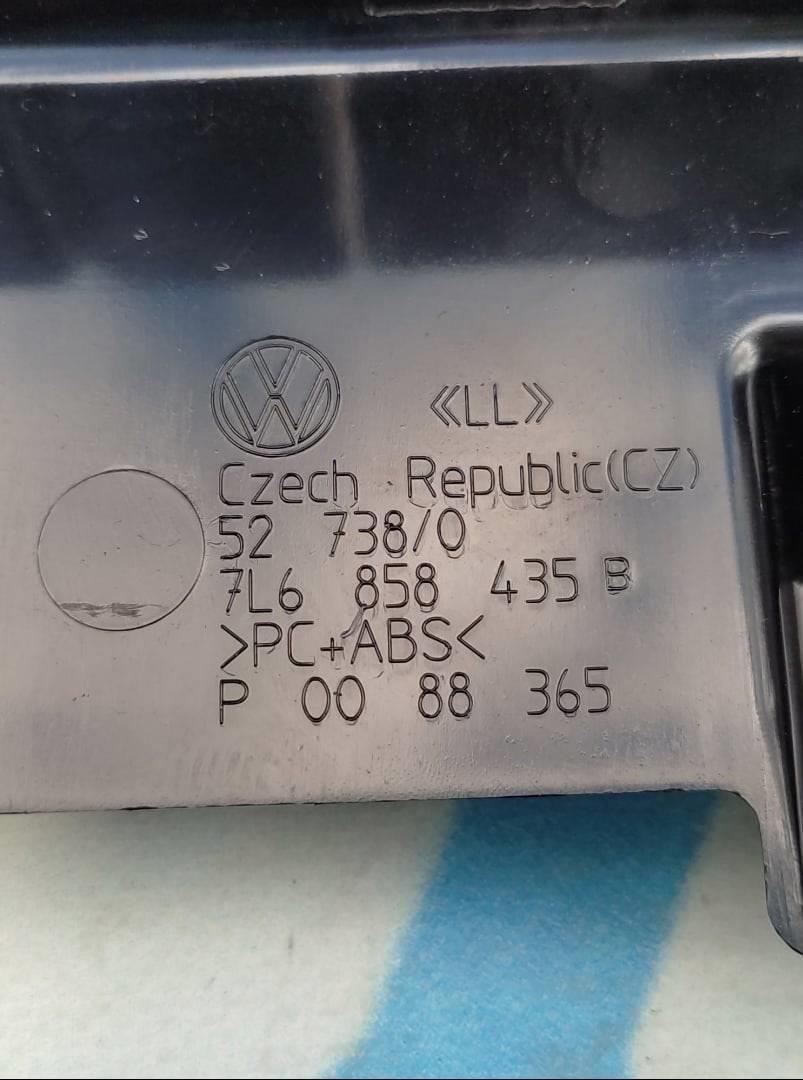 «LL»
Czech Republic(CZ)
52 738/0
7L6 858 435 B
>PC+ABS<
P 00 88 365